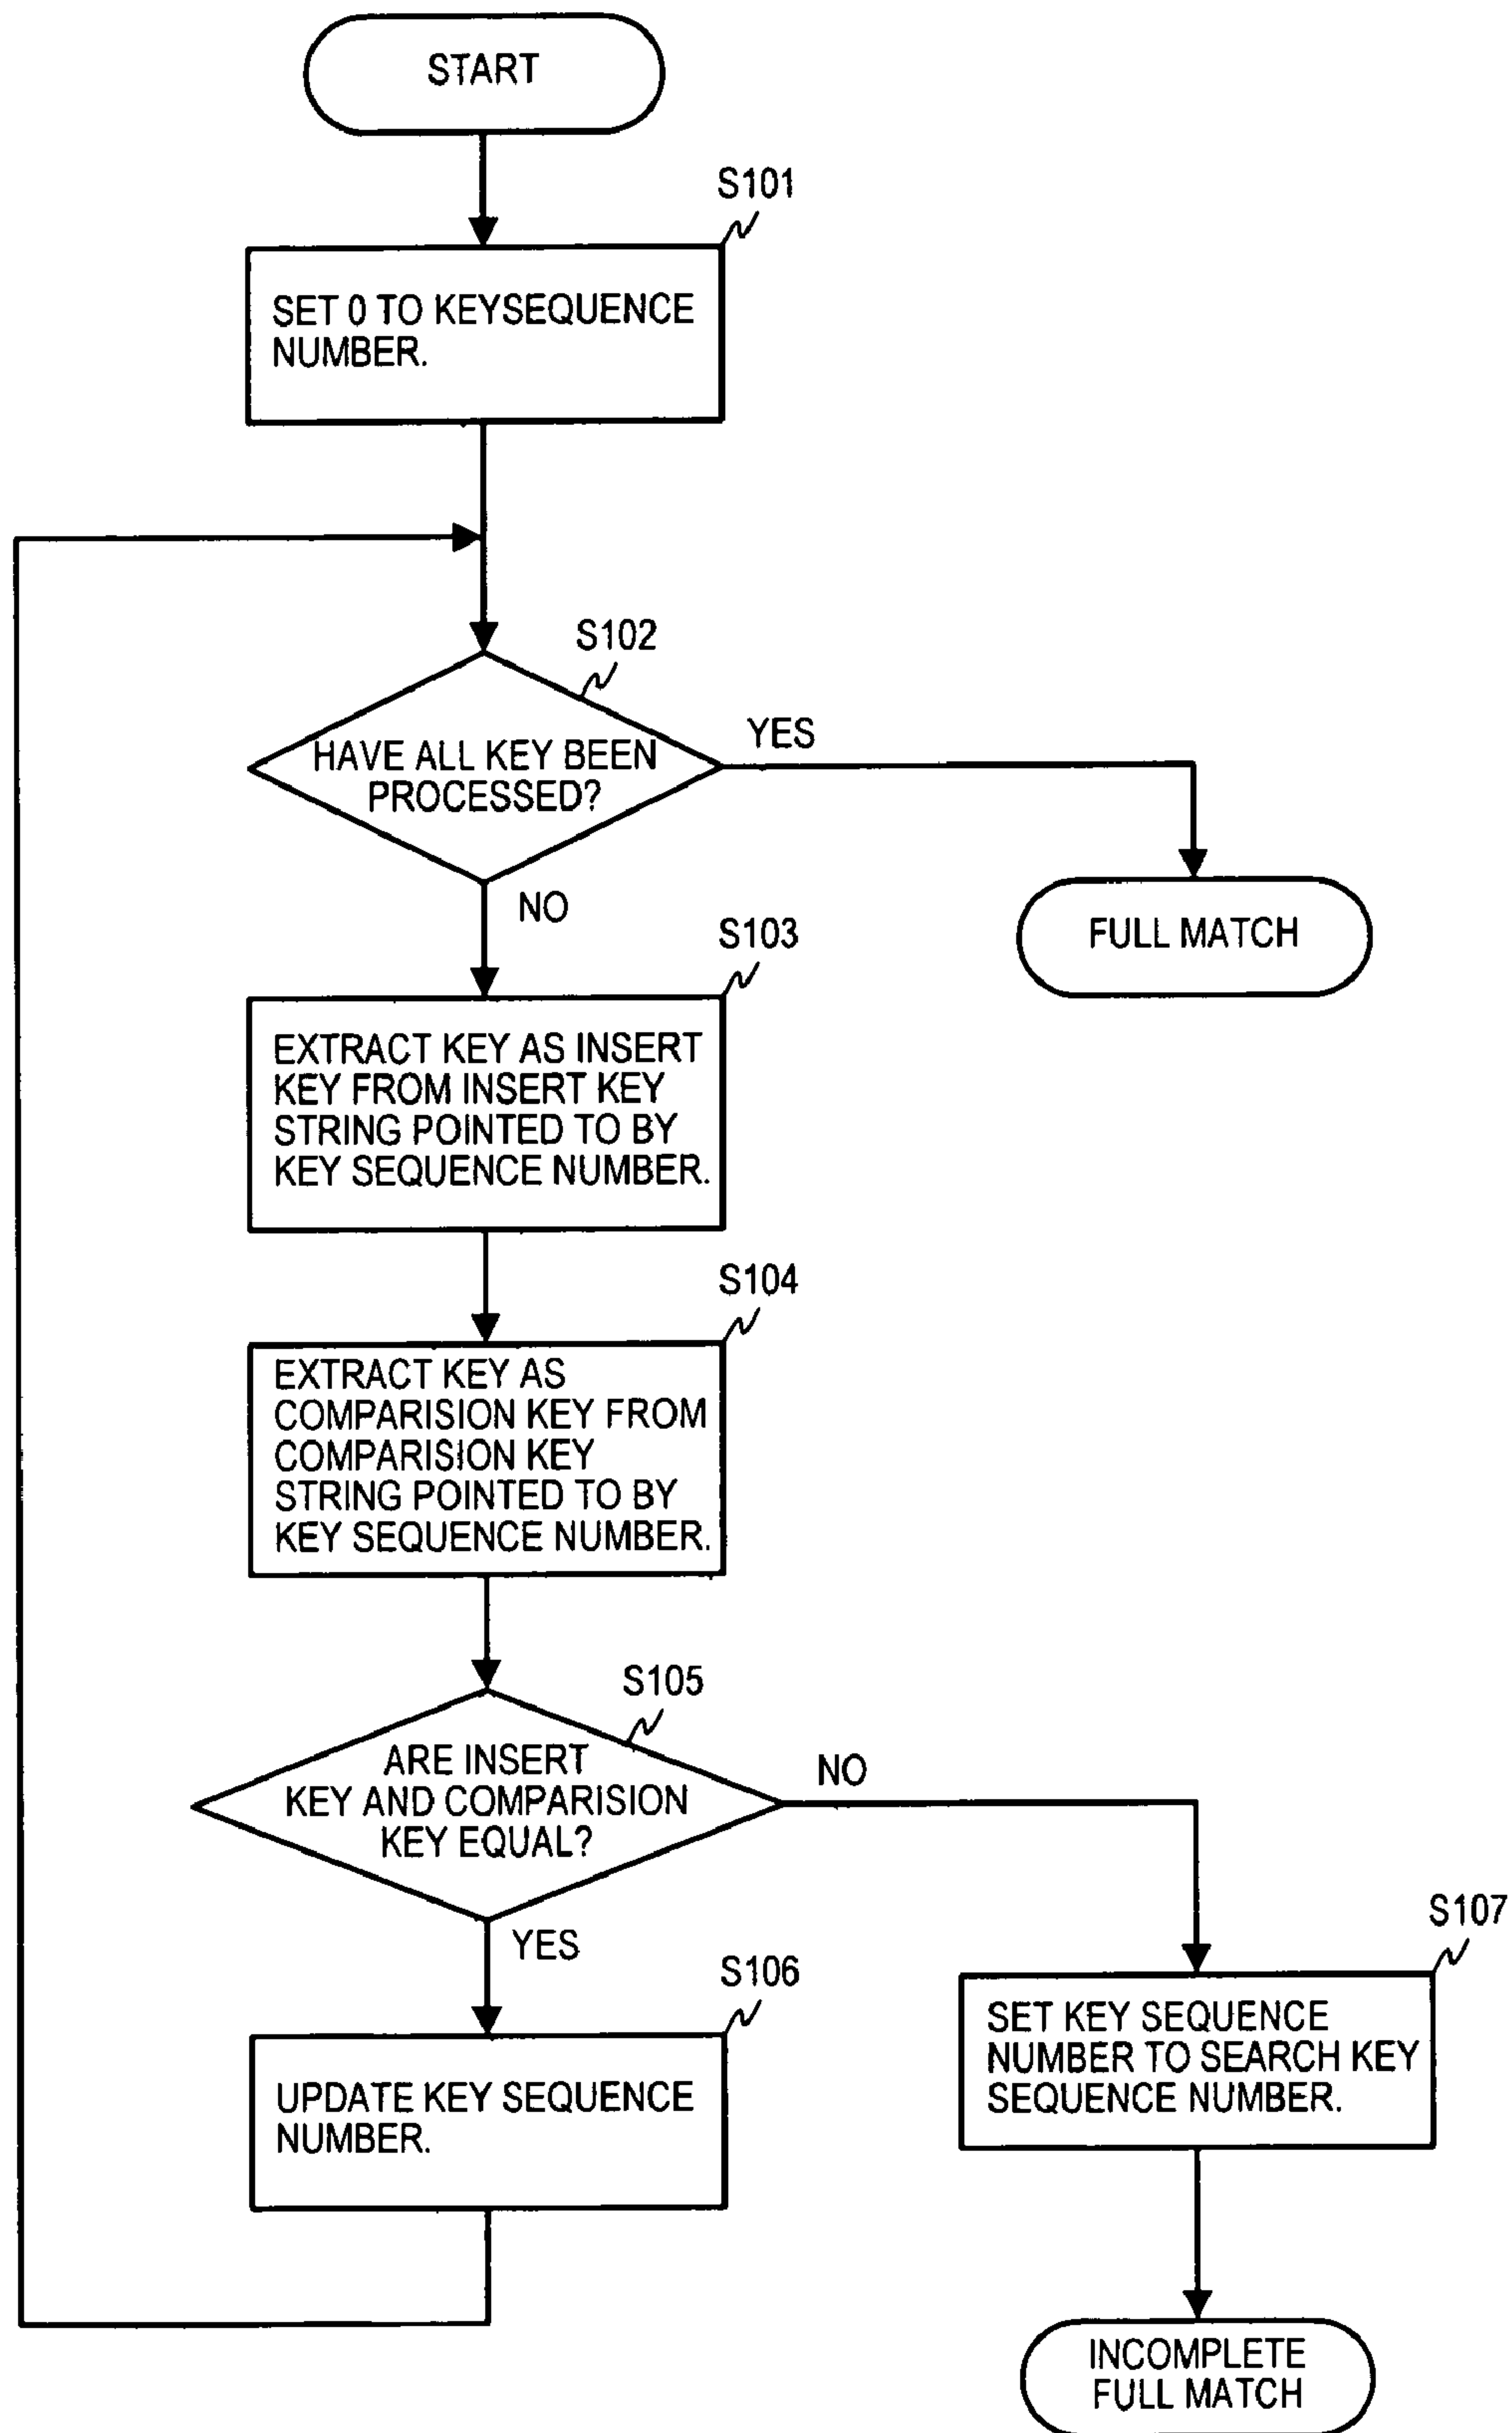 START
S101
SET 0 TO KEYSEQUENCE
NUMBER.
S102
HAVE ALL KEY BEEN
PROCESSED?
YES
NO
FULL MATCH
S103
EXTRACT KEY AS INSERT
KEY FROM INSERT KEY
STRING POINTED TO BY
KEY SEQUENCE NUMBER.
S104
EXTRACT KEY AS
COMPARISION KEY FROM
COMPARISION KEY
STRING POINTED TO BY
KEY SEQUENCE NUMBER.
S105
ARE INSERT
KEY AND COMPARISION
KEY EQUAL?
NO
YES
S106
UPDATE KEY SEQUENCE
NUMBER.
S107
SET KEY SEQUENCE
NUMBER TO SEARCH KEY
SEQUENCE NUMBER.
INCOMPLETE
FULL MATCH